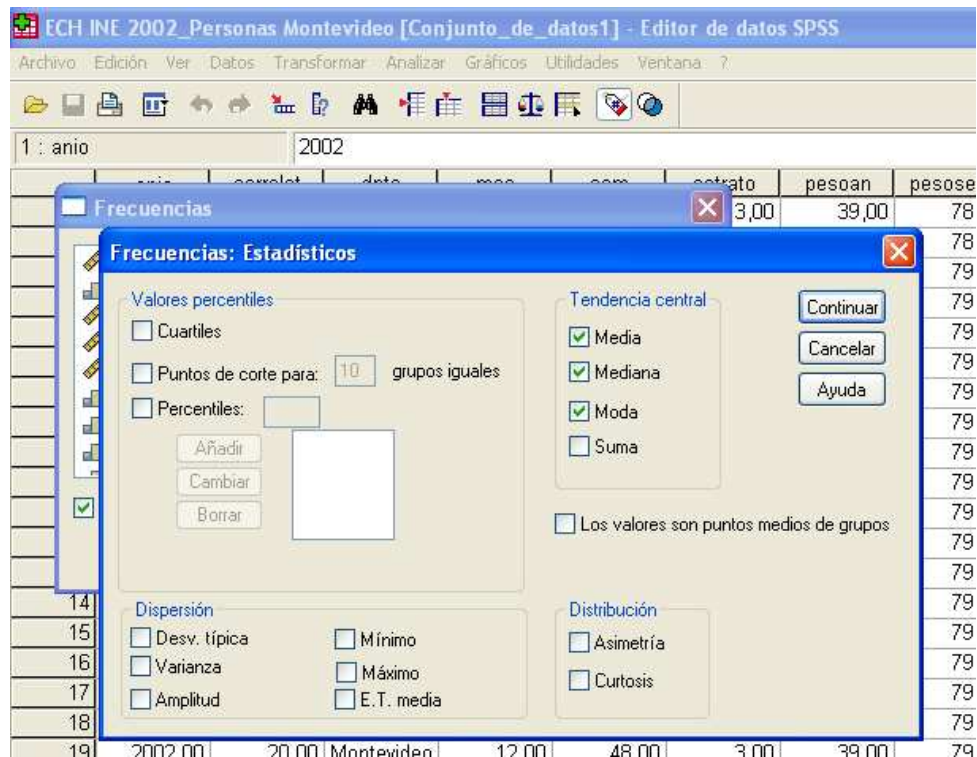 ECH INE 2002_Personas Montevideo [Conjunto_de_datos1] - Editor de datos SPSS
Archivo Edición Ver Datos Transformar Analizar Gráficos Utilidades Ventana ?
1 : anio 2002
estrato pesoan pesose
Frecuencias 3,00 39,00 78
Frecuencias: Estadísticos 78
79
Valores percentiles Tendencia central Continuar 79
Cuartiles Media 79
Cancelar
Puntos de corte para: 10 grupos iguales Mediana 79
Ayuda 79
Percentiles: Moda 79
Añadir Suma 79
Cambiar 79
Borrar 79
Los valores son puntos medios de grupos 79
79
14 Dispersión Distribución 79
15 Desv. típica Mínimo Asimetría 79
16 Varianza Máximo 79
17 Amplitud E.T. media Curtosis 79
18 79
19 2002,00 20,00 Montevideo 12,00 48,00 3,00 39,00 79